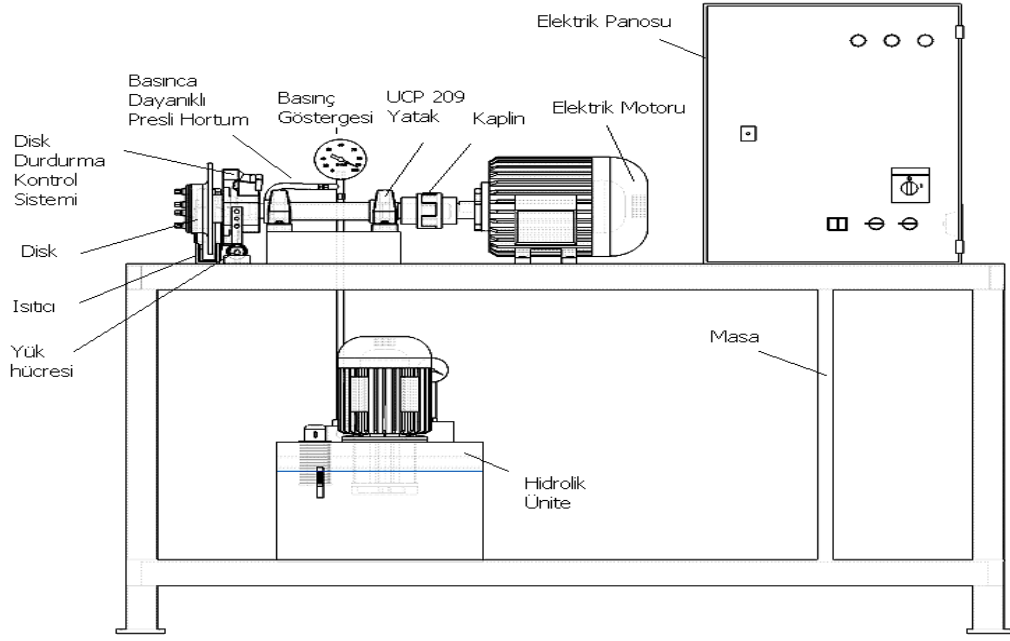 Elektrik Panosu
Basınca
Dayanıklı
Presli Hortum
Basınç
Göstergesi
UCP 209
Yatak
Kaplin
Elektrik Motoru
Disk
Durdurma
Kontrol
Sistemi
Disk
Isıtıcı
Yük
hücresi
Masa
Hidrolik
Ünite